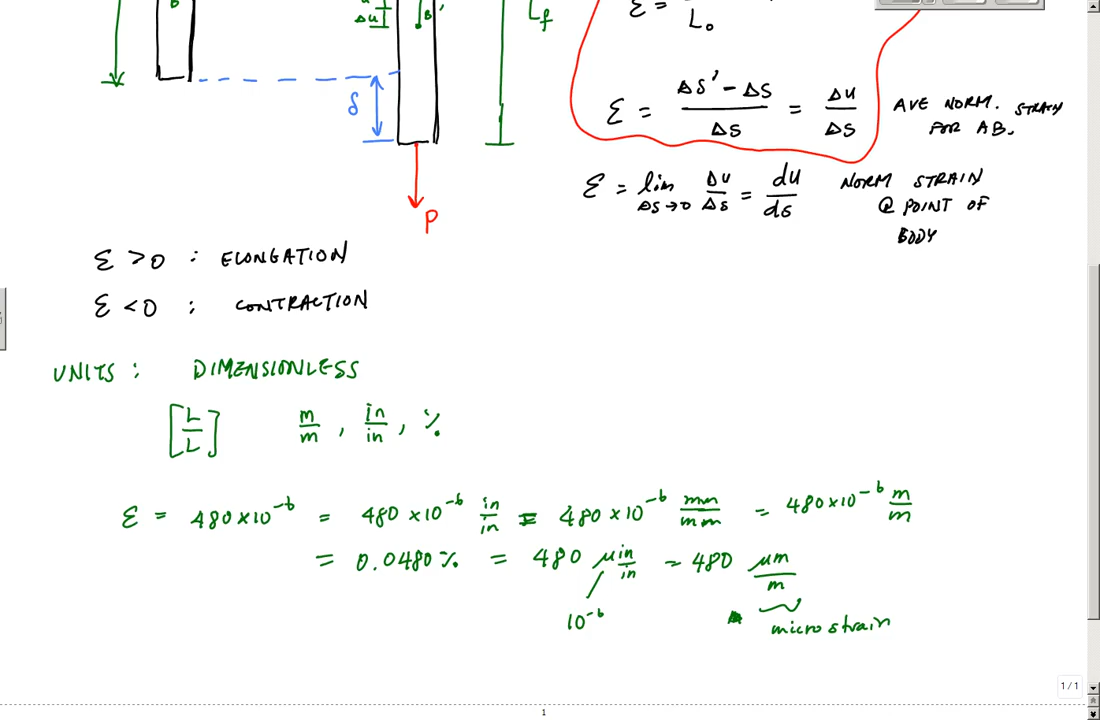 B
Δu
B'
L_f
ε =
L₀
δ
ε = (Δs' - Δs)/Δs = Δu/Δs
AVE NORM. STRAIN
FOR AB.
ε = lim Δs→0 Δu/Δs = du/ds
NORM STRAIN
@ POINT OF
BODY
P
ε > 0 : ELONGATION
ε < 0 : CONTRACTION
UNITS : DIMENSIONLESS
[L/L] m/m , in/in , %
ε = 480 × 10⁻⁶ = 480 × 10⁻⁶ in/in = 480 × 10⁻⁶ mm/mm = 480 × 10⁻⁶ m/m
= 0.0480 % = 480 μin/in = 480 μm/m
10⁻⁶
microstrain
1 / 1
1